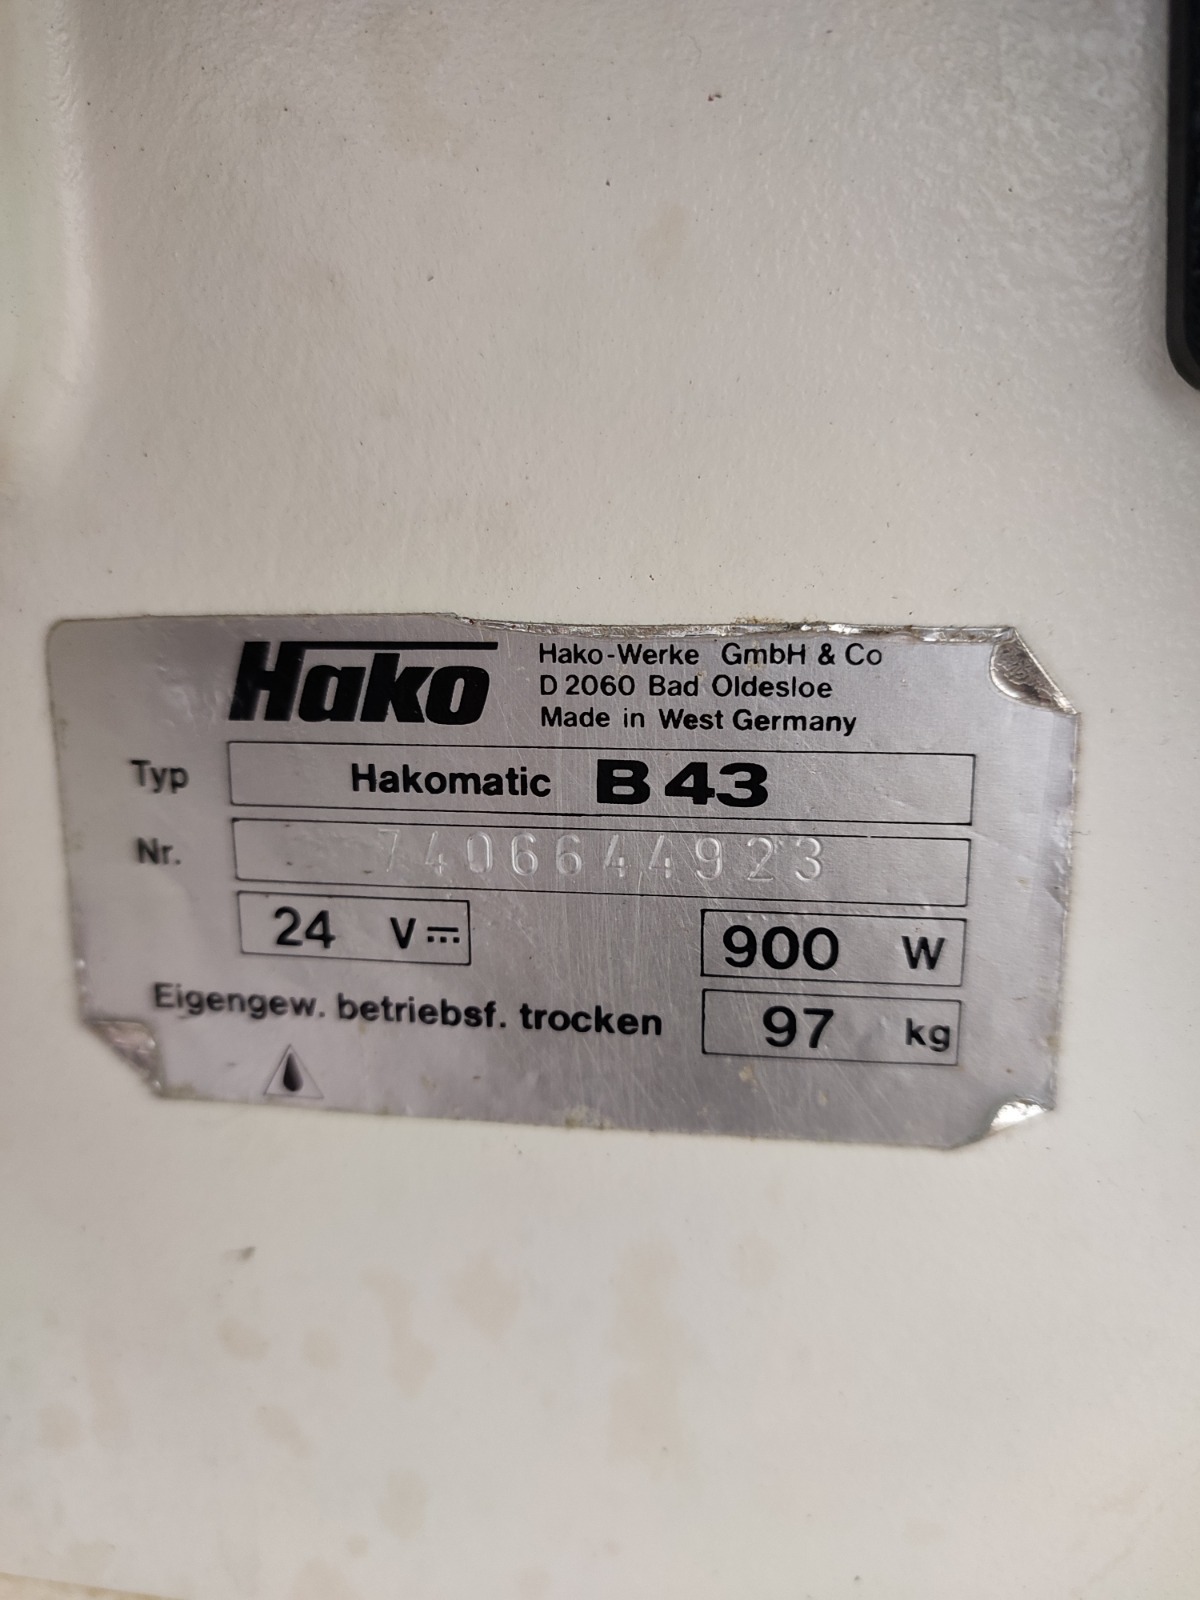 Hako
Hako-Werke GmbH & Co
D 2060 Bad Oldesloe
Made in West Germany
Typ Hakomatic B 43
Nr. 7406644923
24 V 900 W
Eigengew. betriebsf. trocken 97 kg